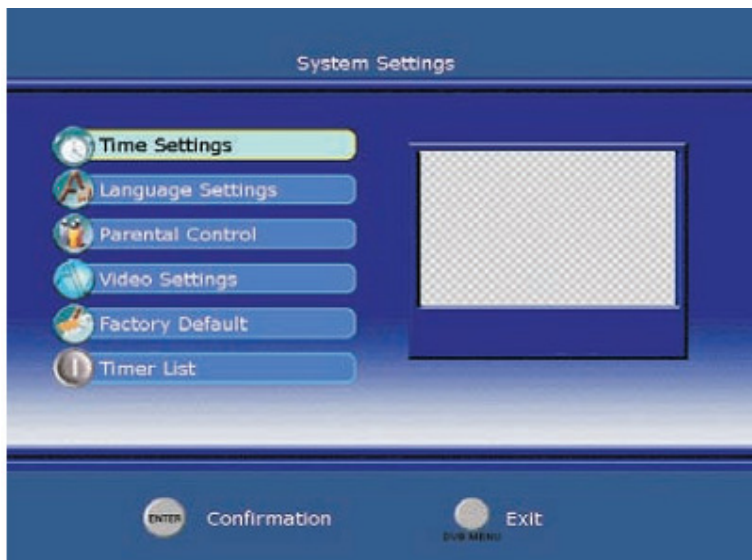 System Settings
Time Settings
Language Settings
Parental Control
Video Settings
Factory Default
Timer List
ENTER Confirmation
DVB MENU Exit